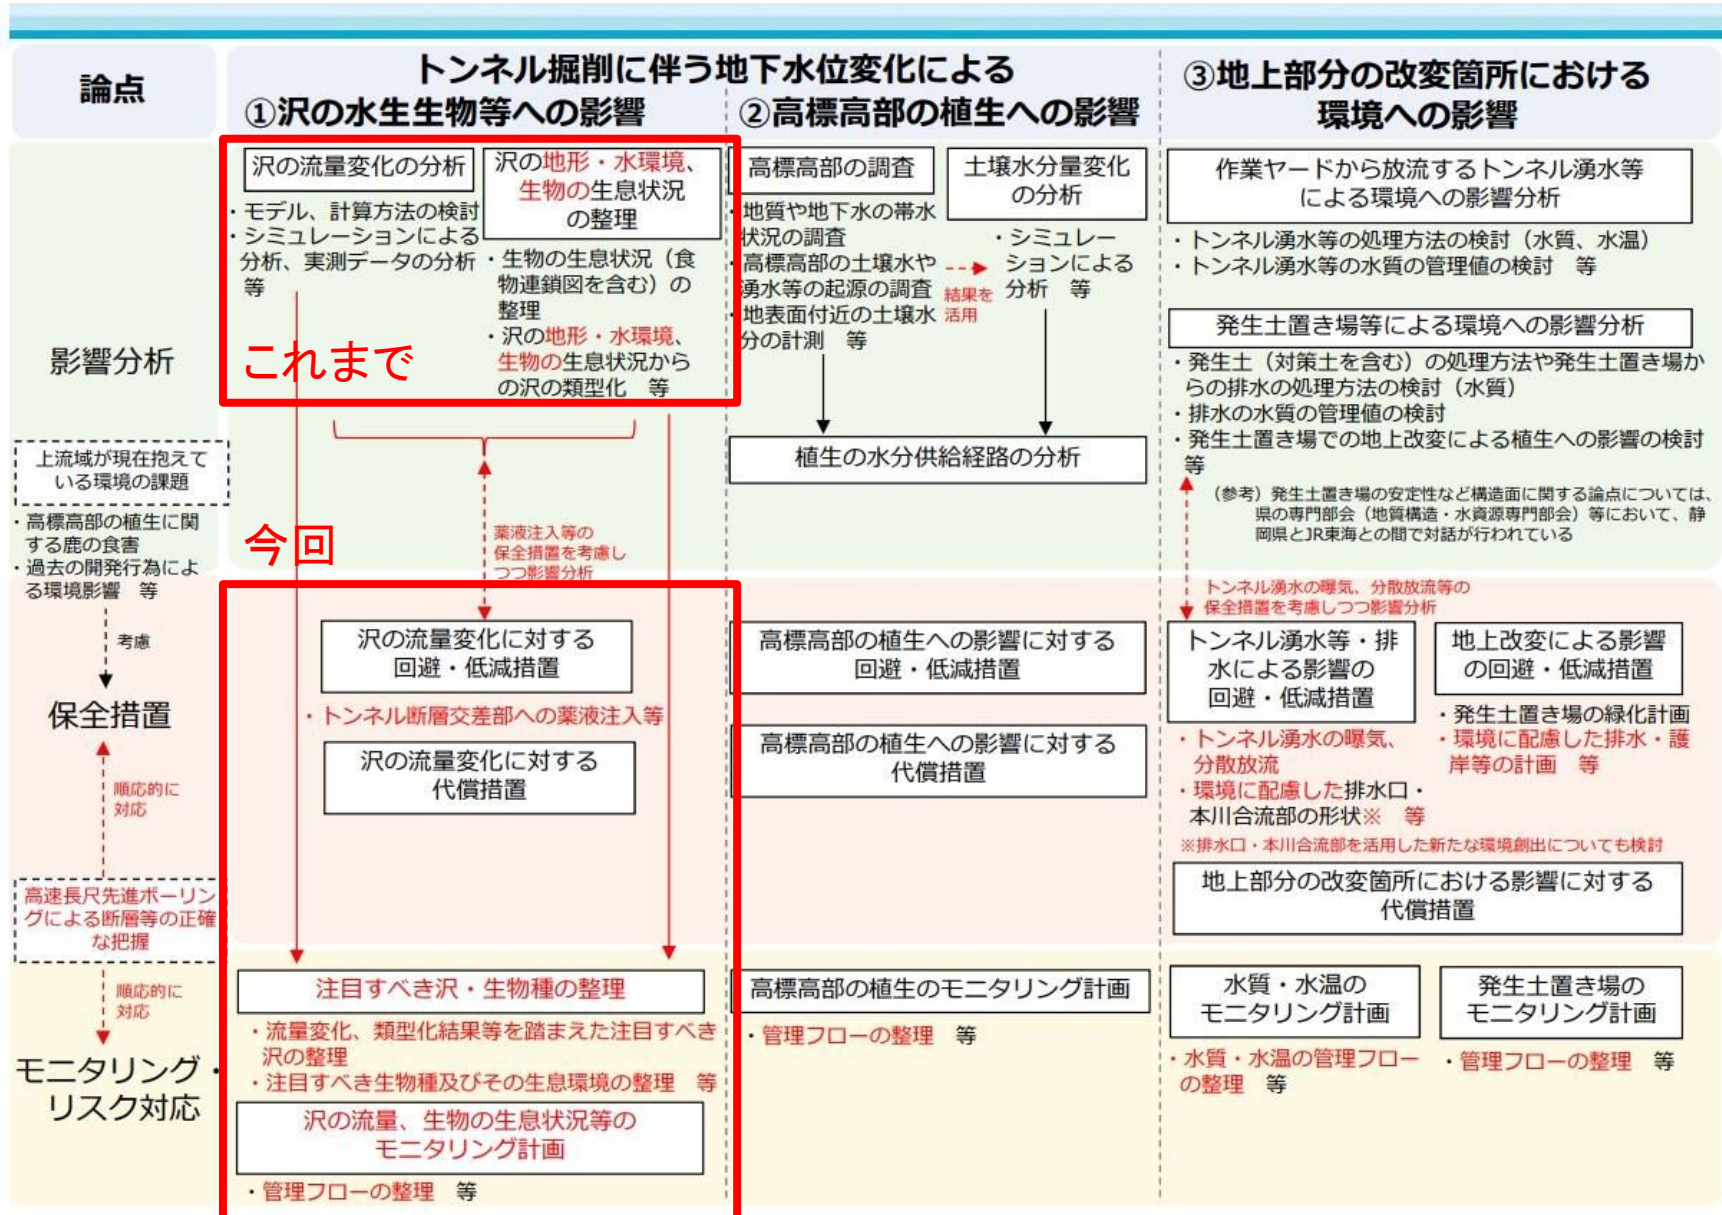 論点
トンネル掘削に伴う地下水位変化による
①沢の水生生物等への影響
②高標高部の植生への影響
③地上部分の改変箇所における
環境への影響
影響分析
上流域が現在抱えて
いる環境の課題
・高標高部の植生に関
する鹿の食害
・過去の開発行為によ
る環境影響　等
考慮
保全措置
順応的に
対応
高速長尺先進ボーリン
グによる断層等の正確
な把握
順応的に
対応
モニタリング・
リスク対応
沢の流量変化の分析
・モデル、計算方法の検討
・シミュレーションによる
分析、実測データの分析
等
沢の地形・水環境、
生物の生息状況
の整理
・生物の生息状況（食
物連鎖図を含む）の
整理
・沢の地形・水環境、
生物の生息状況から
の沢の類型化　等
これまで
今回
薬液注入等の
保全措置を考慮し
つつ影響分析
沢の流量変化に対する
回避・低減措置
・トンネル断層交差部への薬液注入等
沢の流量変化に対する
代償措置
注目すべき沢・生物種の整理
・流量変化、類型化結果等を踏まえた注目すべき
沢の整理
・注目すべき生物種及びその生息環境の整理　等
沢の流量、生物の生息状況等の
モニタリング計画
・管理フローの整理　等
高標高部の調査
・地質や地下水の帯水
状況の調査
・高標高部の土壌水や
湧水等の起源の調査
・地表面付近の土壌水
分の計測　等
結果を
活用
土壌水分量変化
の分析
・シミュレー
ションによる
分析　等
植生の水分供給経路の分析
高標高部の植生への影響に対する
回避・低減措置
高標高部の植生への影響に対する
代償措置
高標高部の植生のモニタリング計画
・管理フローの整理　等
作業ヤードから放流するトンネル湧水等
による環境への影響分析
・トンネル湧水等の処理方法の検討（水質、水温）
・トンネル湧水等の水質の管理値の検討　等
発生土置き場等による環境への影響分析
・発生土（対策土を含む）の処理方法や発生土置き場か
らの排水の処理方法の検討（水質）
・排水の水質の管理値の検討
・発生土置き場での地上改変による植生への影響の検討
等
（参考）発生土置き場の安定性など構造面に関する論点については、
県の専門部会（地質構造・水資源専門部会）等において、静
岡県とJR東海との間で対話が行われている
トンネル湧水の曝気、分散放流等の
保全措置を考慮しつつ影響分析
トンネル湧水等・排
水による影響の
回避・低減措置
・トンネル湧水の曝気、
分散放流
・環境に配慮した排水口・
本川合流部の形状※　等
地上改変による影響
の回避・低減措置
・発生土置き場の緑化計画
・環境に配慮した排水・護
岸等の計画　等
※排水口・本川合流部を活用した新たな環境創出についても検討
地上部分の改変箇所における影響に対する
代償措置
水質・水温の
モニタリング計画
・水質・水温の管理フロー
の整理　等
発生土置き場の
モニタリング計画
・管理フローの整理　等